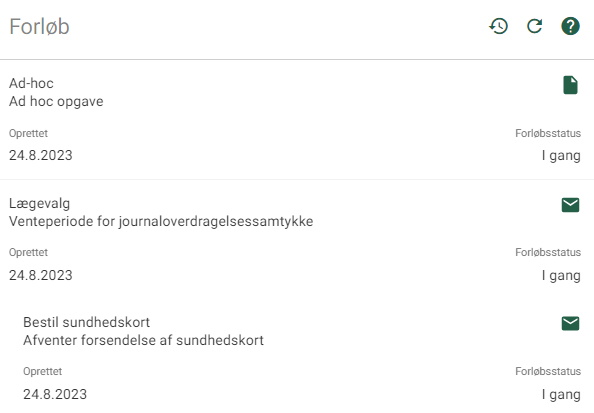 Forløb
Ad-hoc
Ad hoc opgave
Oprettet Forløbsstatus
24.8.2023 I gang
Lægevalg
Venteperiode for journaloverdragelsessamtykke
Oprettet Forløbsstatus
24.8.2023 I gang
Bestil sundhedskort
Afventer forsendelse af sundhedskort
Oprettet Forløbsstatus
24.8.2023 I gang